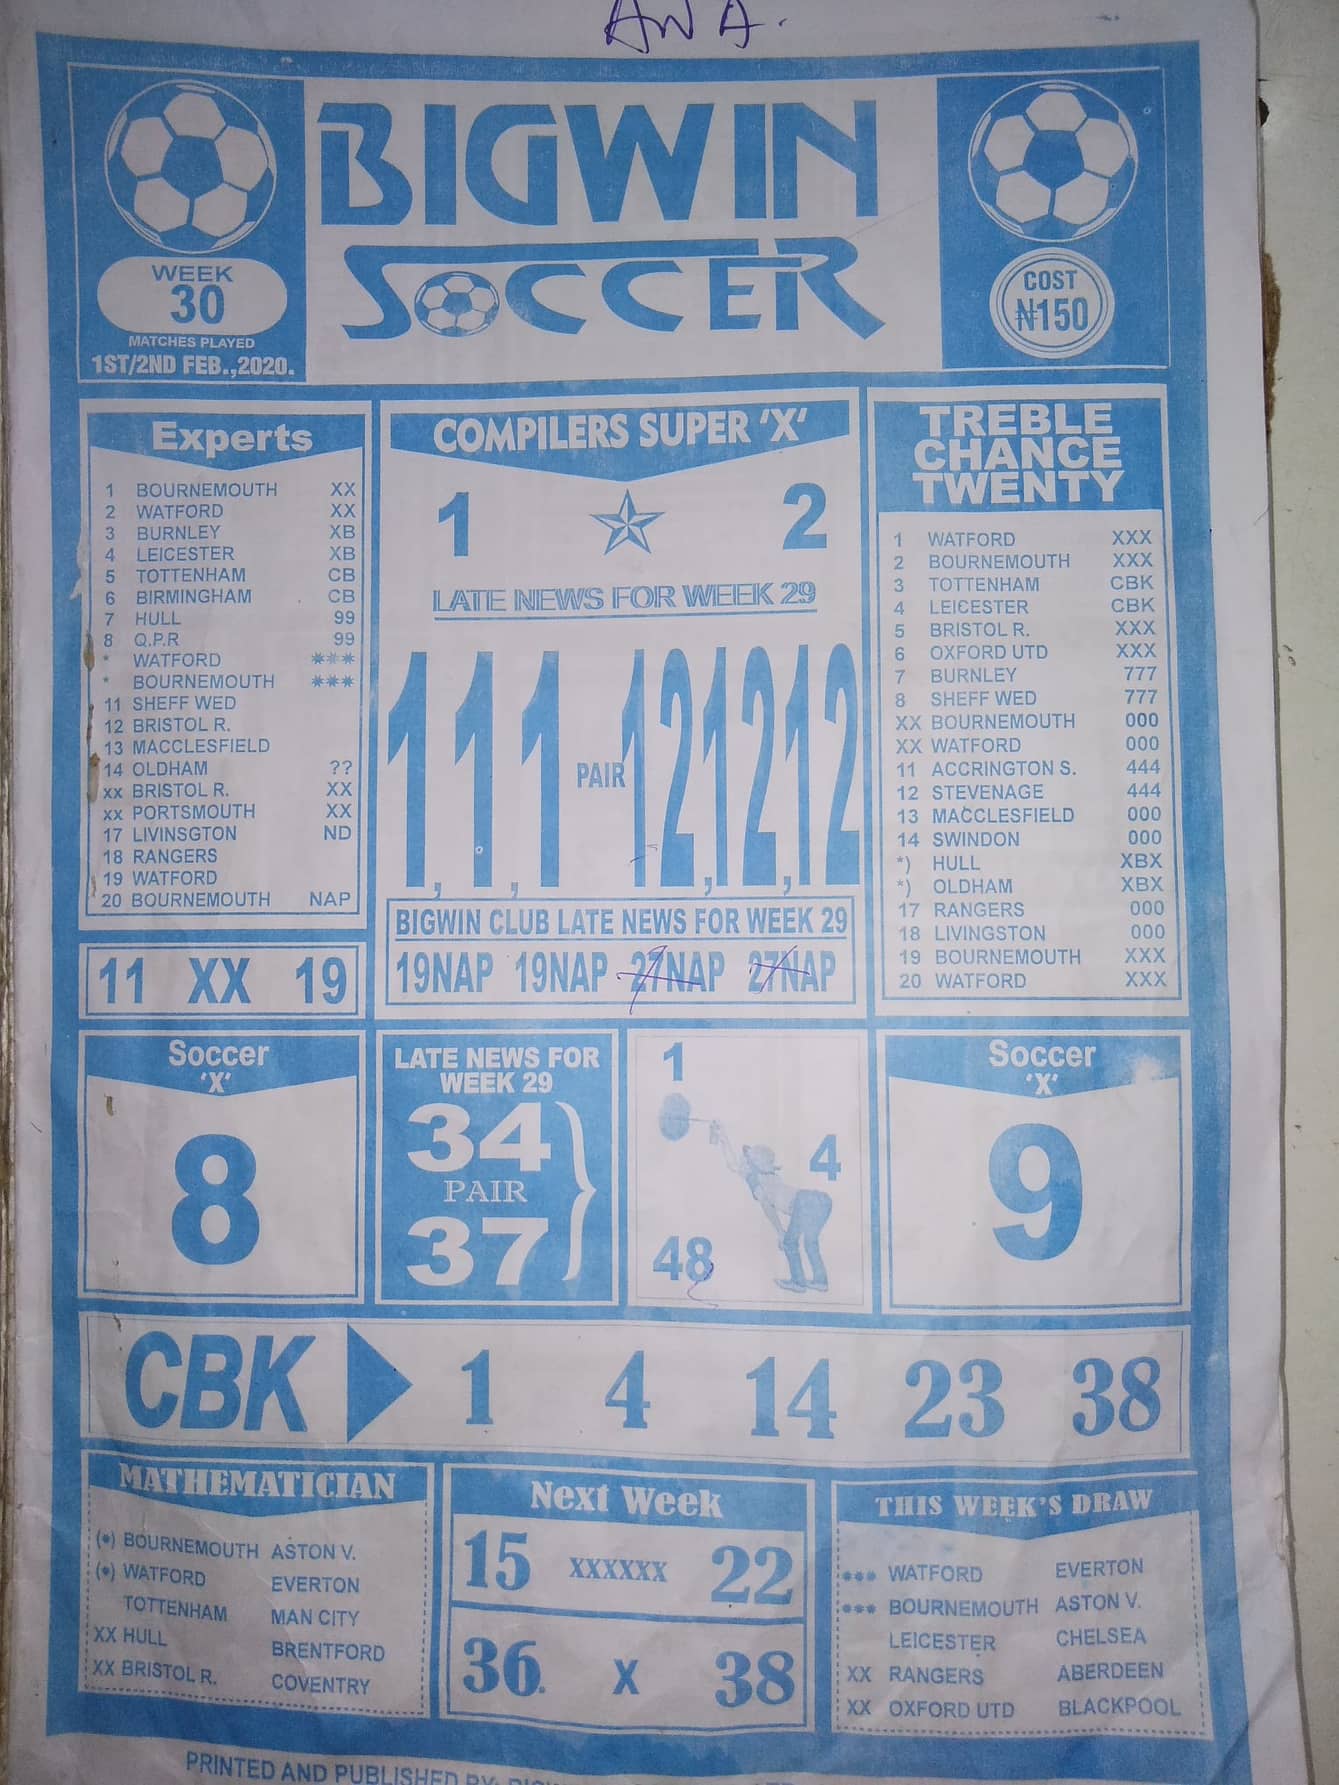 AWA.
BIGWIN
SOCCER
WEEK
30
MATCHES PLAYED
1ST/2ND FEB.,2020.
COST
₦150
Experts
1 BOURNEMOUTH XX
2 WATFORD XX
3 BURNLEY XB
4 LEICESTER XB
5 TOTTENHAM CB
6 BIRMINGHAM CB
7 HULL 99
8 Q.P.R 99
* WATFORD ***
* BOURNEMOUTH ***
11 SHEFF WED
12 BRISTOL R.
13 MACCLESFIELD
14 OLDHAM ??
xx BRISTOL R. XX
xx PORTSMOUTH XX
17 LIVINSGTON ND
18 RANGERS
19 WATFORD
20 BOURNEMOUTH NAP
11 XX 19
COMPILERS SUPER ‘X’
1 2
LATE NEWS FOR WEEK 29
1,1,1 PAIR 12,12,12
BIGWIN CLUB LATE NEWS FOR WEEK 29
19NAP 19NAP 27NAP 27NAP
TREBLE
CHANCE
TWENTY
1 WATFORD XXX
2 BOURNEMOUTH XXX
3 TOTTENHAM CBK
4 LEICESTER CBK
5 BRISTOL R. XXX
6 OXFORD UTD XXX
7 BURNLEY 777
8 SHEFF WED 777
XX BOURNEMOUTH 000
XX WATFORD 000
11 ACCRINGTON S. 444
12 STEVENAGE 444
13 MACCLESFIELD 000
14 SWINDON 000
*) HULL XBX
*) OLDHAM XBX
17 RANGERS 000
18 LIVINGSTON 000
19 BOURNEMOUTH XXX
20 WATFORD XXX
Soccer
‘X’
8
LATE NEWS FOR
WEEK 29
34
PAIR
37
1
4
48
Soccer
‘X’
9
CBK 1 4 14 23 38
MATHEMATICIAN
(•) BOURNEMOUTH ASTON V.
(•) WATFORD EVERTON
TOTTENHAM MAN CITY
XX HULL BRENTFORD
XX BRISTOL R. COVENTRY
Next Week
15 XXXXXX 22
36. X 38
THIS WEEK'S DRAW
*** WATFORD EVERTON
*** BOURNEMOUTH ASTON V.
LEICESTER CHELSEA
XX RANGERS ABERDEEN
XX OXFORD UTD BLACKPOOL
PRINTED AND PUBLISHED BY: